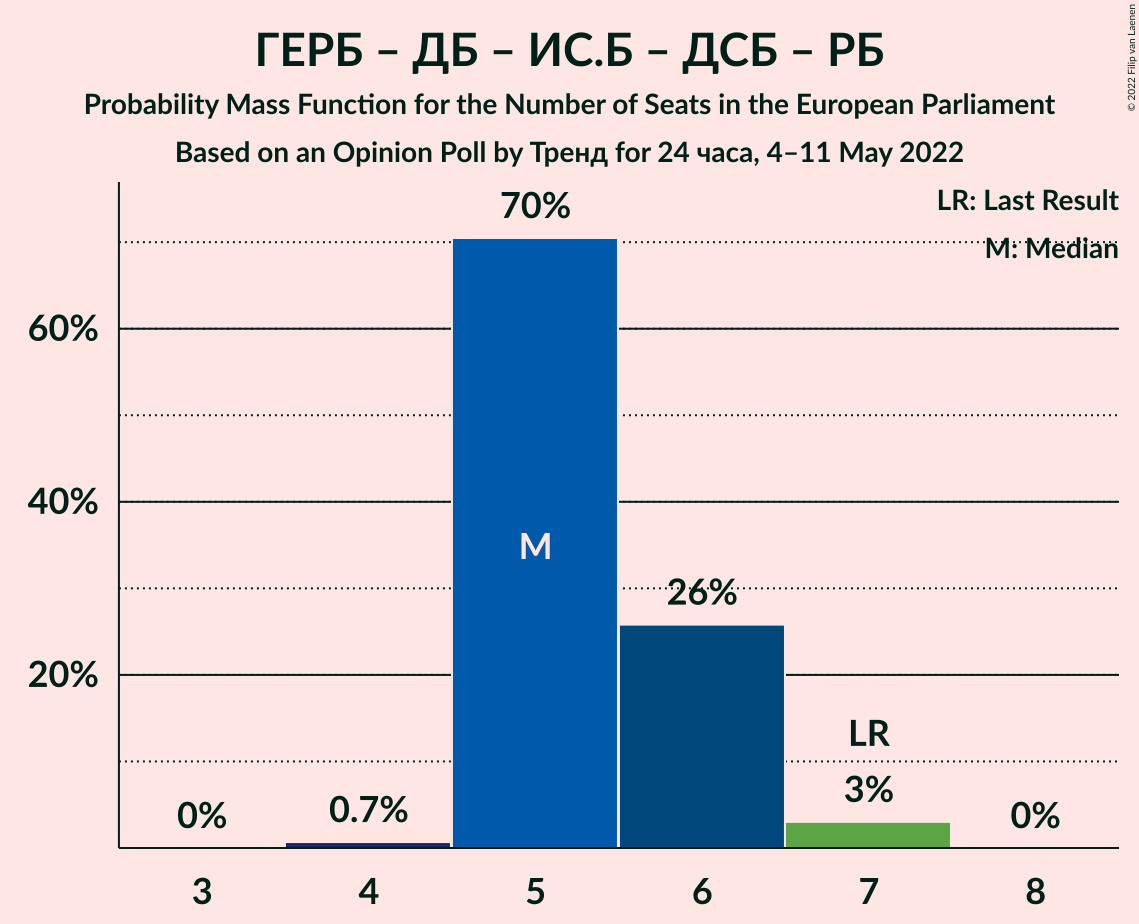 ГЕРБ – ДБ – ИС.Б – ДСБ – РБ
Probability Mass Function for the Number of Seats in the European Parliament
Based on an Opinion Poll by Тренд for 24 часа, 4–11 May 2022
© 2022 Filip van Laenen
LR: Last Result
M: Median
70%
60%
40%
M
26%
20%
LR
3%
0%
0.7%
0%
3
4
5
6
7
8